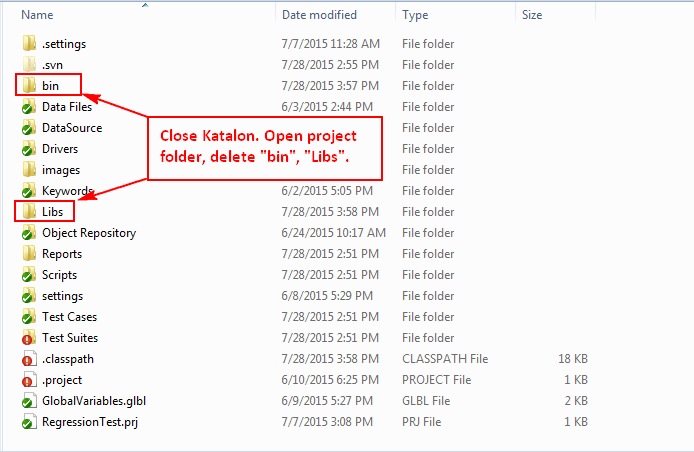 Name Date modified Type Size
.settings 7/7/2015 11:28 AM File folder
.svn 7/28/2015 2:55 PM File folder
bin 7/28/2015 3:57 PM File folder
Data Files 6/3/2015 2:44 PM File folder
DataSource File folder
Drivers File folder
images File folder
Keywords 6/2/2015 5:05 PM File folder
Libs 7/28/2015 3:58 PM File folder
Object Repository 6/24/2015 10:17 AM File folder
Reports 7/28/2015 2:51 PM File folder
Scripts 7/28/2015 2:51 PM File folder
settings 6/8/2015 5:29 PM File folder
Test Cases 7/28/2015 2:51 PM File folder
Test Suites 7/28/2015 2:51 PM File folder
.classpath 7/28/2015 3:58 PM CLASSPATH File 18 KB
.project 6/10/2015 6:25 PM PROJECT File 1 KB
GlobalVariables.glbl 6/9/2015 5:27 PM GLBL File 2 KB
RegressionTest.prj 7/7/2015 3:08 PM PRJ File 1 KB
Close Katalon. Open project
folder, delete "bin", "Libs".